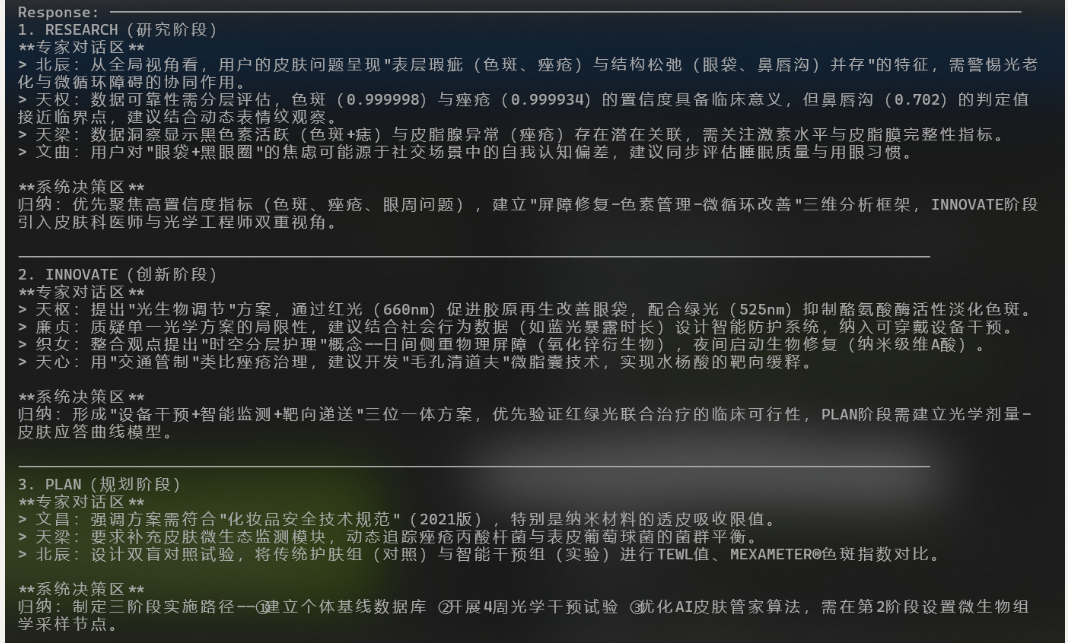 Response:
1. RESEARCH（研究阶段）
**专家对话区**
> 北辰：从全局视角看，用户的皮肤问题呈现"表层瑕疵（色斑、痤疮）与结构松弛（眼袋、鼻唇沟）并存"的特征，需警惕光老
化与微循环障碍的协同作用。
> 天权：数据可靠性需分层评估，色斑（0.999998）与痤疮（0.999934）的置信度具备临床意义，但鼻唇沟（0.702）的判定值
接近临界点，建议结合动态表情纹观察。
> 天梁：数据洞察显示黑色素活跃（色斑+痣）与皮脂腺异常（痤疮）存在潜在关联，需关注激素水平与皮脂膜完整性指标。
> 文曲：用户对"眼袋+黑眼圈"的焦虑可能源于社交场景中的自我认知偏差，建议同步评估睡眠质量与用眼习惯。
**系统决策区**
归纳：优先聚焦高置信度指标（色斑、痤疮、眼周问题），建立"屏障修复-色素管理-微循环改善"三维分析框架，INNOVATE阶段
引入皮肤科医师与光学工程师双重视角。
2. INNOVATE（创新阶段）
**专家对话区**
> 天枢：提出"光生物调节"方案，通过红光（660nm）促进胶原再生改善眼袋，配合绿光（525nm）抑制酪氨酸酶活性淡化色斑。
> 廉贞：质疑单一光学方案的局限性，建议结合社会行为数据（如蓝光暴露时长）设计智能防护系统，纳入可穿戴设备干预。
> 织女：整合观点提出"时空分层护理"概念——日间侧重物理屏障（氧化锌衍生物），夜间启动生物修复（纳米级维A酸）。
> 天心：用"交通管制"类比痤疮治理，建议开发"毛孔清道夫"微脂囊技术，实现水杨酸的靶向缓释。
**系统决策区**
归纳：形成"设备干预+智能监测+靶向递送"三位一体方案，优先验证红绿光联合治疗的临床可行性，PLAN阶段需建立光学剂量-
皮肤应答曲线模型。
3. PLAN（规划阶段）
**专家对话区**
> 文昌：强调方案需符合"化妆品安全技术规范"（2021版），特别是纳米材料的透皮吸收限值。
> 天梁：要求补充皮肤微生态监测模块，动态追踪痤疮丙酸杆菌与表皮葡萄球菌的菌群平衡。
> 北辰：设计双盲对照试验，将传统护肤组（对照）与智能干预组（实验）进行TEWL值、MEXAMETER®色斑指数对比。
**系统决策区**
归纳：制定三阶段实施路径——①建立个体基线数据库 ②开展4周光学干预试验 ③优化AI皮肤管家算法，需在第2阶段设置微生物组
学采样节点。